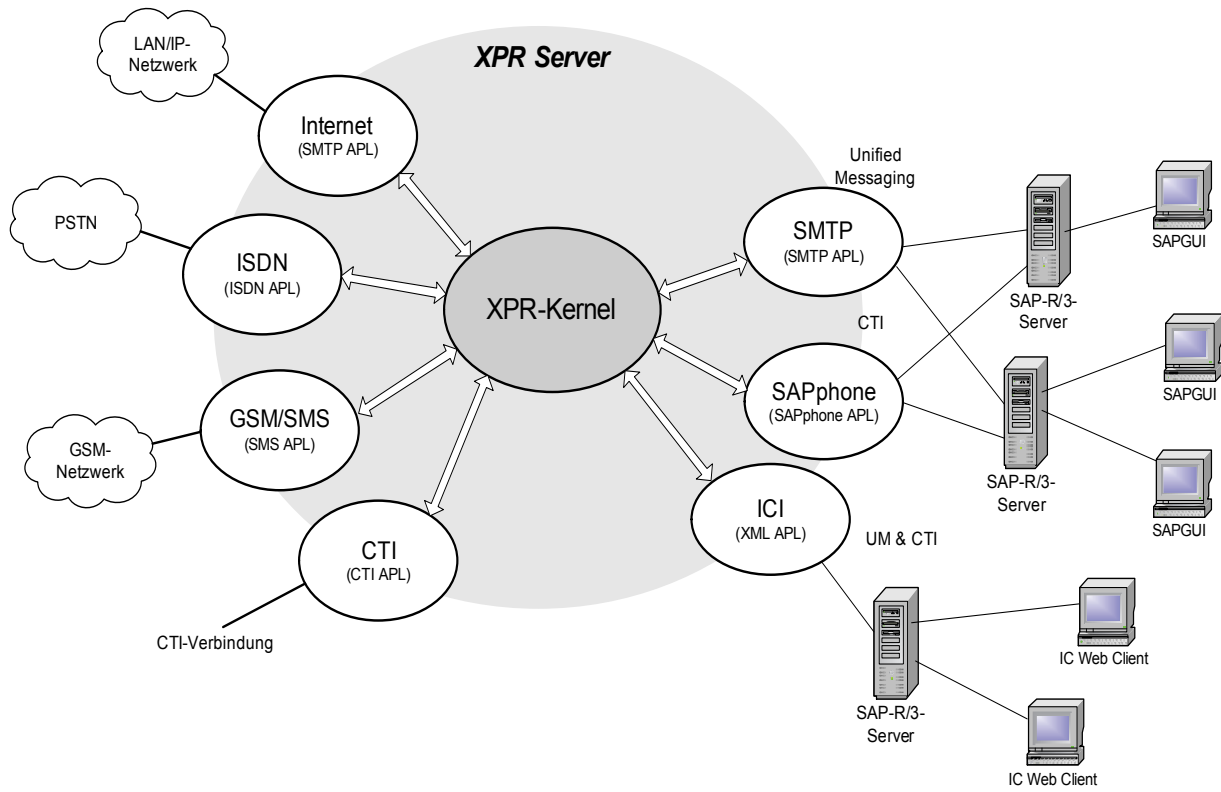 LAN/IP-
Netzwerk
XPR Server
Internet
(SMTP APL)
Unified
Messaging
PSTN
ISDN
(ISDN APL)
SMTP
(SMTP APL)
SAPGUI
XPR-Kernel
SAP-R/3-
Server
CTI
GSM/SMS
(SMS APL)
SAPphone
(SAPphone APL)
SAPGUI
GSM-
Netzwerk
SAP-R/3-
Server
ICI
(XML APL)
UM & CTI
SAPGUI
CTI
(CTI APL)
CTI-Verbindung
IC Web Client
SAP-R/3-
Server
IC Web Client